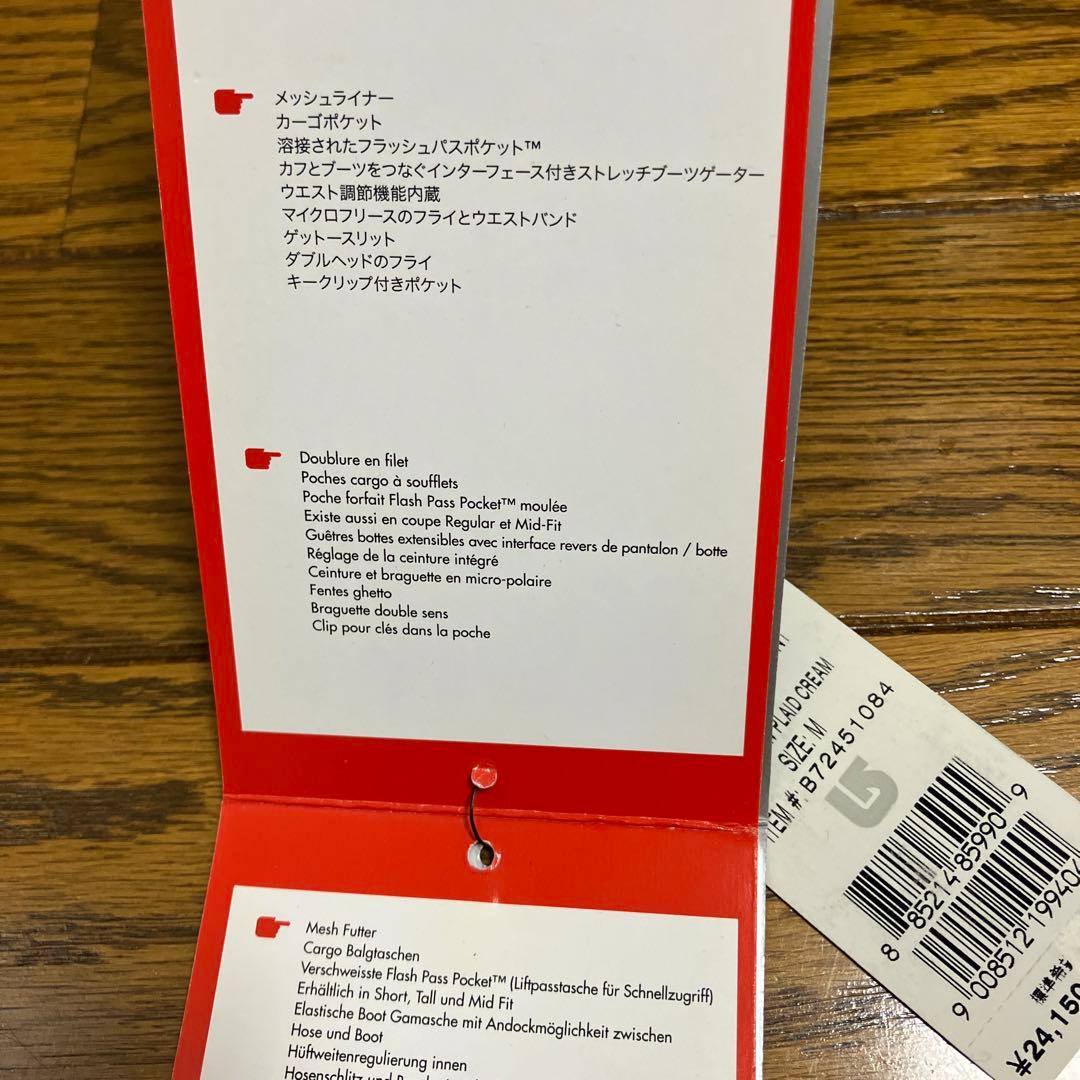 メッシュライナー
カーゴポケット
溶接されたフラッシュパスポケット™
カフとブーツをつなぐインターフェース付きストレッチブーツゲーター
ウエスト調節機能内蔵
マイクロフリースのフライとウエストバンド
ゲットースリット
ダブルヘッドのフライ
キークリップ付きポケット
Doublure en filet
Poches cargo à soufflets
Poche forfait Flash Pass Pocket™ moulée
Existe aussi en coupe Regular et Mid-Fit
Guêtres bottes extensibles avec interface revers de pantalon / botte
Réglage de la ceinture intégré
Ceinture et braguette en micro-polaire
Fentes ghetto
Braguette double sens
Clip pour clés dans la poche
Mesh Futter
Cargo Balgtaschen
Verschweisste Flash Pass Pocket™ (Liftpasstasche für Schnellzugriff)
Erhältlich in Short, Tall und Mid Fit
Elastische Boot Gamasche mit Andockmöglichkeit zwischen
Hose und Boot
Hüftweitenregulierung innen
Hosenschlitz und
PLAID CREAM
SIZE: M
ITEM #: B72451084
8 85214 85990 9
9 008512 199404
標準
¥24,150